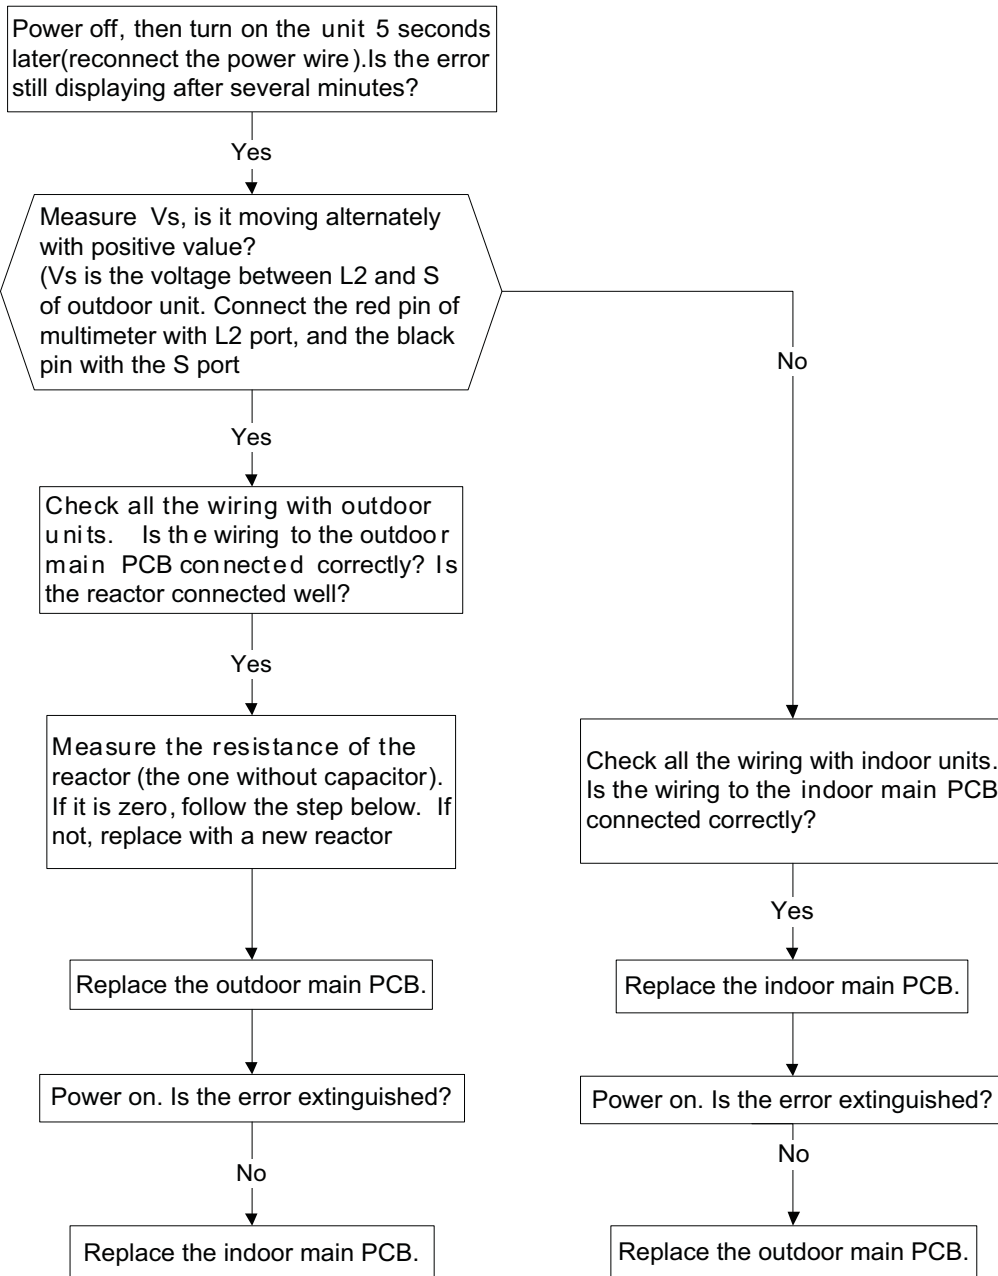 Power off, then turn on the unit 5 seconds
later(reconnect the power wire).Is the error
still displaying after several minutes?
Yes
Measure Vs, is it moving alternately
with positive value?
(Vs is the voltage between L2 and S
of outdoor unit. Connect the red pin of
multimeter with L2 port, and the black
pin with the S port
No
Yes
Check all the wiring with outdoor
units. Is the wiring to the outdoor
main PCB connected correctly? Is
the reactor connected well?
Yes
Measure the resistance of the
reactor (the one without capacitor).
If it is zero, follow the step below. If
not, replace with a new reactor
Check all the wiring with indoor units.
Is the wiring to the indoor main PCB
connected correctly?
Yes
Replace the outdoor main PCB.
Replace the indoor main PCB.
Power on. Is the error extinguished?
Power on. Is the error extinguished?
No
No
Replace the indoor main PCB.
Replace the outdoor main PCB.